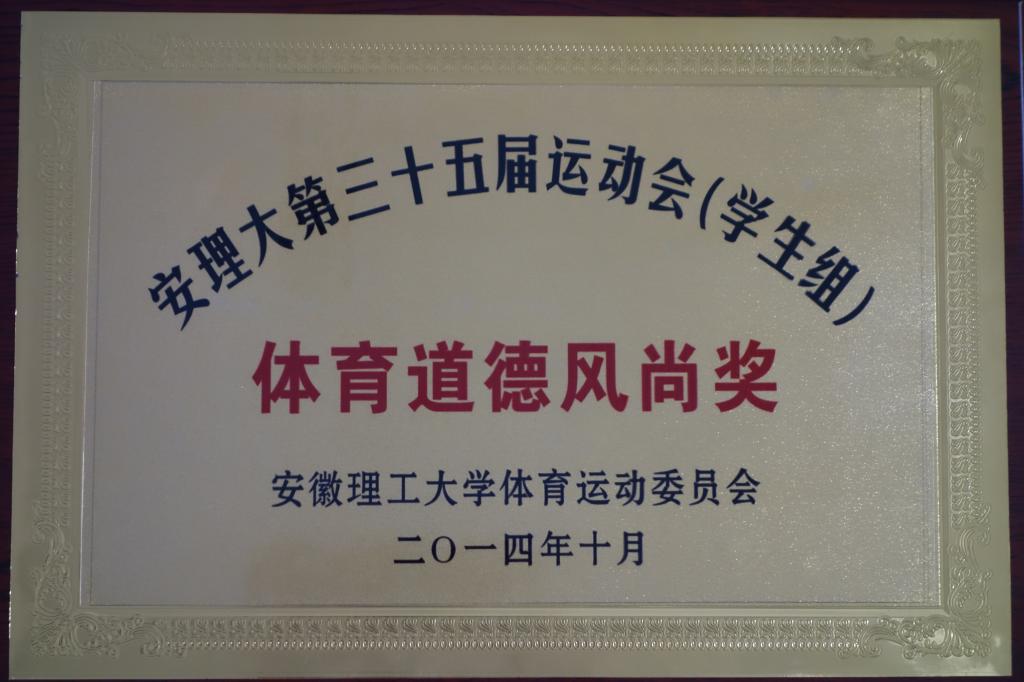 安理大第三十五届运动会(学生组)
体育道德风尚奖
安徽理工大学体育运动委员会
二〇一四年十月